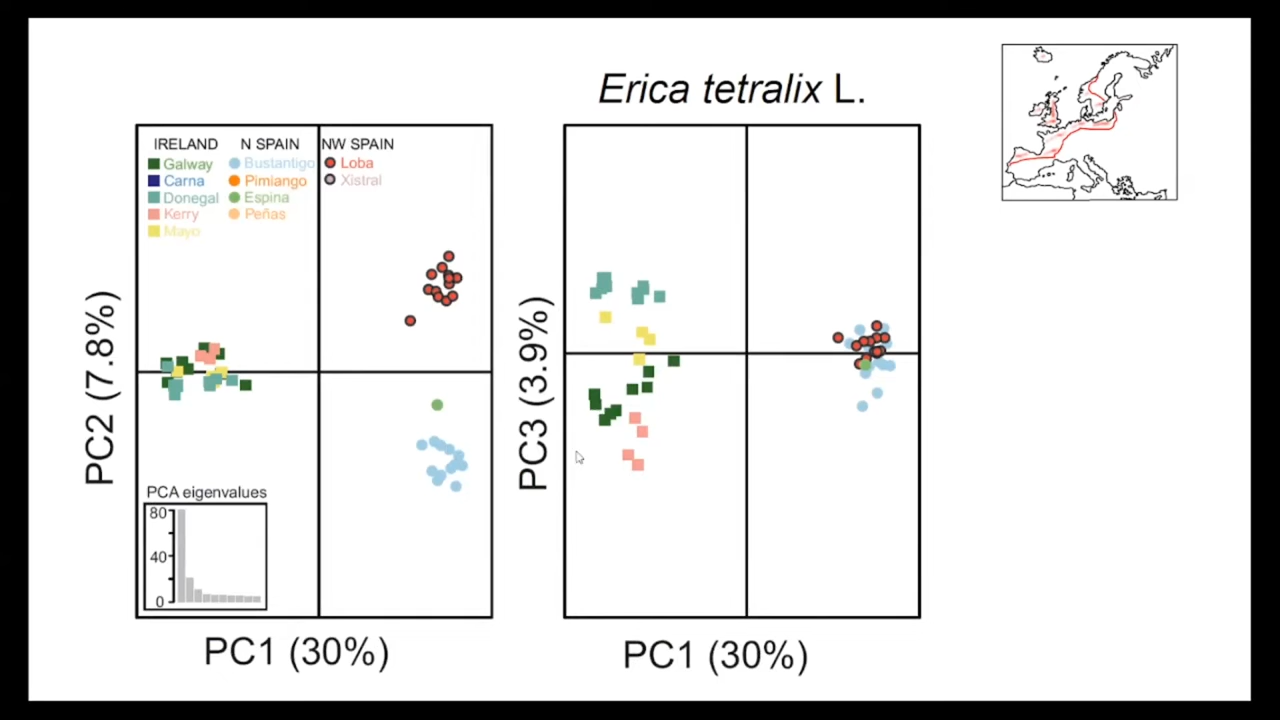 Erica tetralix L.
IRELAND N SPAIN NW SPAIN
Galway Bustantigo Loba
Carna Pimiango Xistral
Donegal Espina
Kerry Peñas
Mayo
PC2 (7.8%)
PCA eigenvalues
80
40
0
PC1 (30%)
PC3 (3.9%)
PC1 (30%)